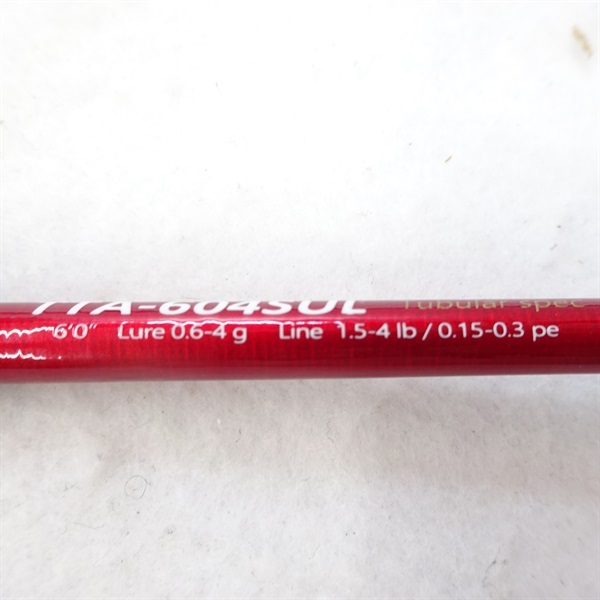 TTA-604SUL Tubular spec
6'0" Lure 0.6-4 g Line 1.5-4 lb / 0.15-0.3 pe